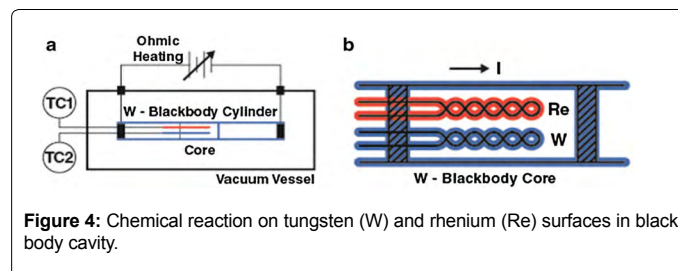 a
Ohmic
Heating
TC1
W - Blackbody Cylinder
TC2
Core
Vacuum Vessel
b
I
Re
W
W - Blackbody Core
Figure 4: Chemical reaction on tungsten (W) and rhenium (Re) surfaces in black
body cavity.